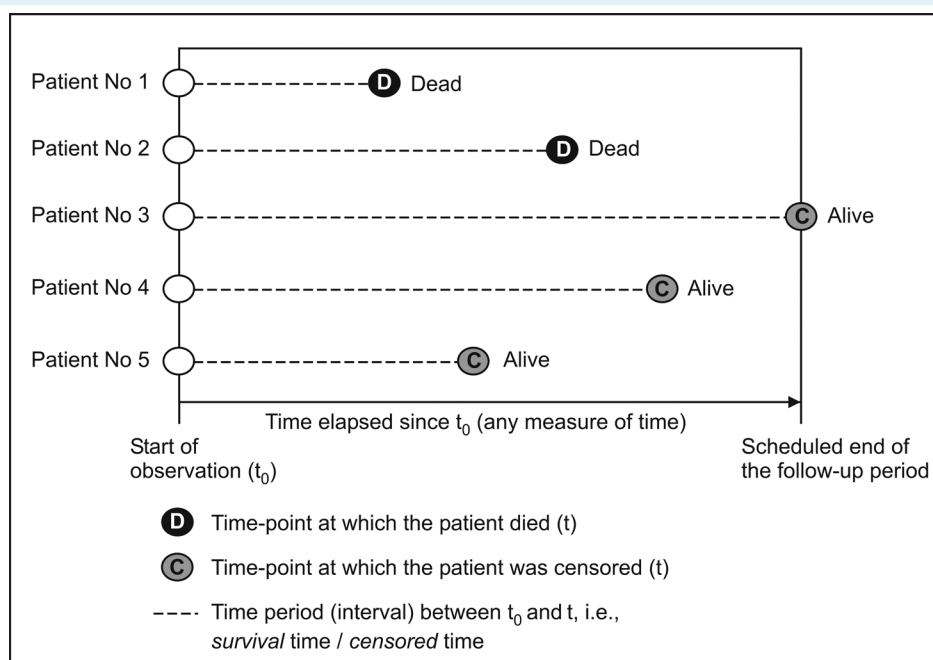 Patient No 1
D Dead
Patient No 2
D Dead
Patient No 3
C Alive
Patient No 4
C Alive
Patient No 5
C Alive
Time elapsed since t₀ (any measure of time)
Start of
observation (t₀)
Scheduled end of
the follow-up period
D Time-point at which the patient died (t)
C Time-point at which the patient was censored (t)
Time period (interval) between t₀ and t, i.e.,
survival time / censored time